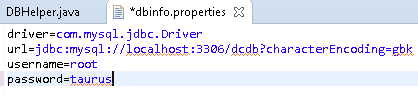 DBHelper.java
*dbinfo.properties
driver=com.mysql.jdbc.Driver
url=jdbc:mysql://localhost:3306/dcdb?characterEncoding=gbk
username=root
password=taurus